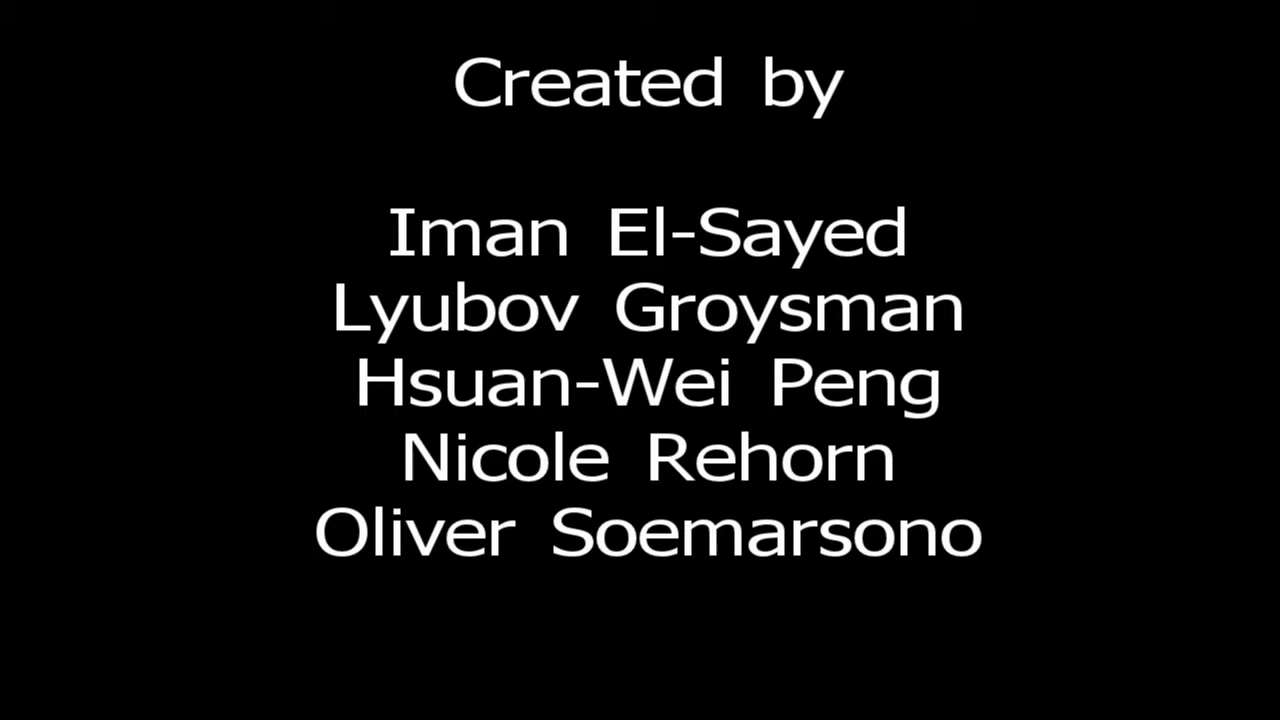 Created by
Iman El-Sayed
Lyubov Groysman
Hsuan-Wei Peng
Nicole Rehorn
Oliver Soemarsono